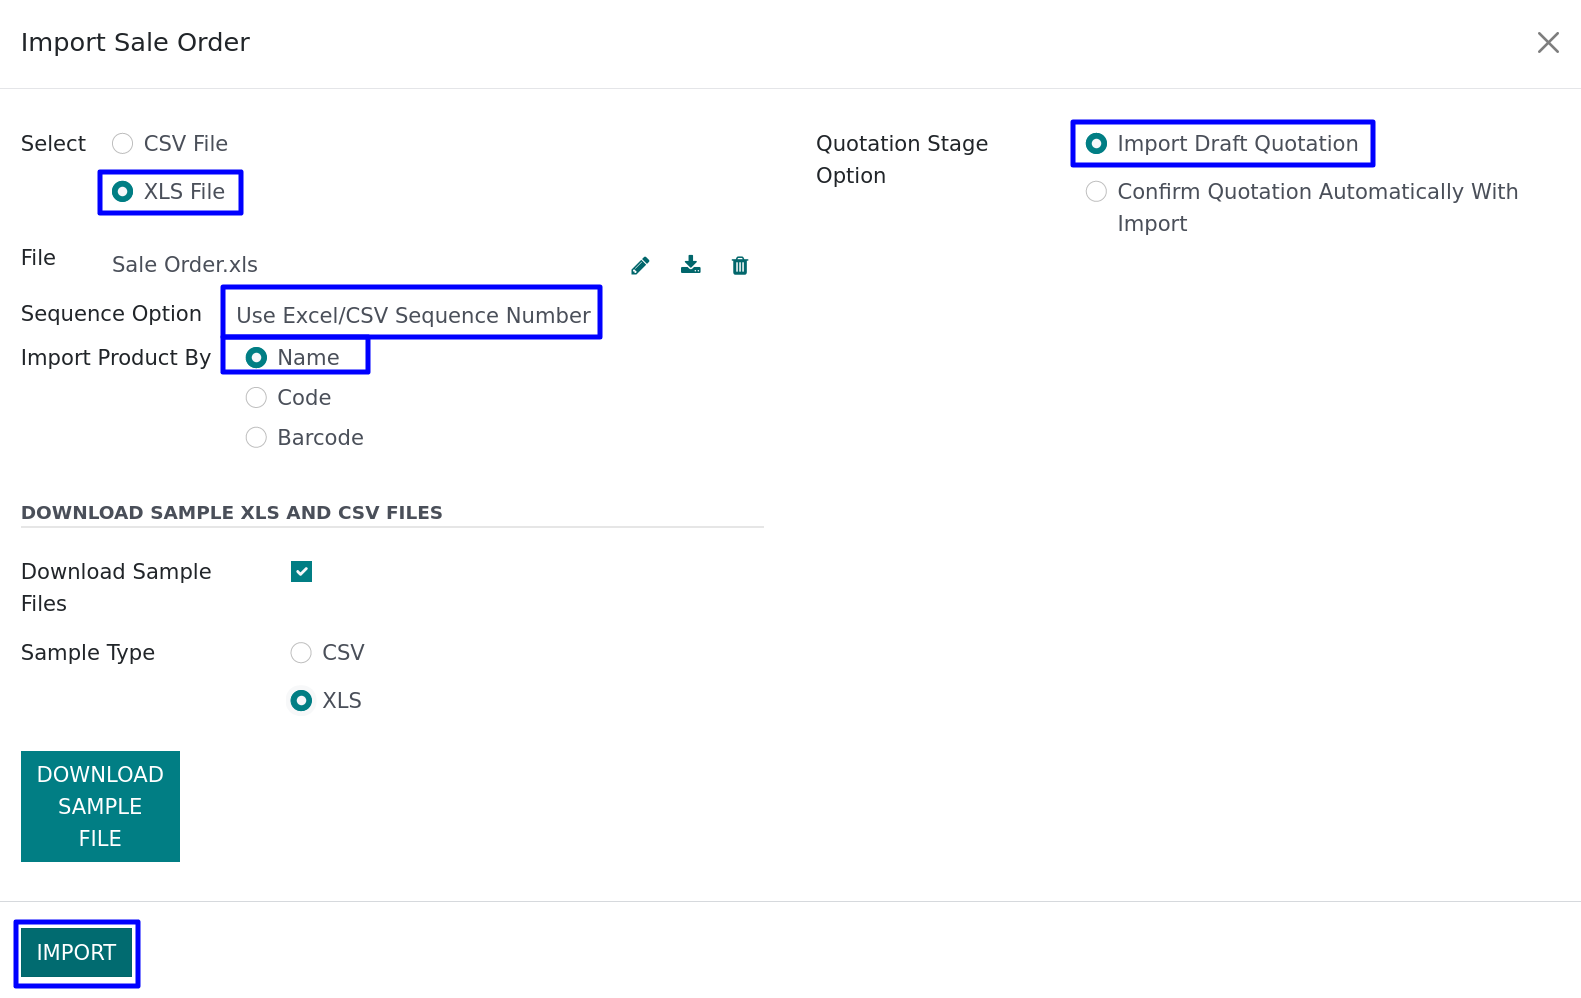 Import Sale Order
Select
CSV File
XLS File
File
Sale Order.xls
Sequence Option
Use Excel/CSV Sequence Number
Import Product By
Name
Code
Barcode
Quotation Stage
Option
Import Draft Quotation
Confirm Quotation Automatically With
Import
DOWNLOAD SAMPLE XLS AND CSV FILES
Download Sample
Files
Sample Type
CSV
XLS
DOWNLOAD
SAMPLE
FILE
IMPORT